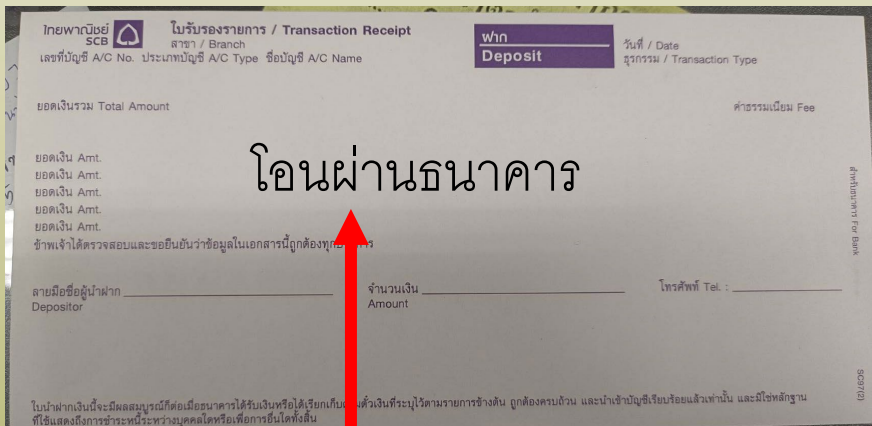 ไทยพาณิชย์
SCB
ใบรับรองรายการ / Transaction Receipt
สาขา / Branch
เลขที่บัญชี A/C No. ประเภทบัญชี A/C Type ชื่อบัญชี A/C Name
ฝาก
Deposit
วันที่ / Date
ธุรกรรม / Transaction Type
ยอดเงินรวม Total Amount
ค่าธรรมเนียม Fee
ยอดเงิน Amt.
ยอดเงิน Amt.
ยอดเงิน Amt.
ยอดเงิน Amt.
ยอดเงิน Amt.
โอนผ่านธนาคาร
ข้าพเจ้าได้ตรวจสอบและขอยืนยันว่าข้อมูลในเอกสารนี้ถูกต้องทุก
ลายมือชื่อผู้นำฝาก
Depositor
จำนวนเงิน
Amount
โทรศัพท์ Tel. :
สำหรับธนาคาร For Bank
SC97(2)
ใบนำฝากเงินนี้จะมีผลสมบูรณ์ก็ต่อเมื่อธนาคารได้รับเงินหรือได้เรียกเก็บ ตั๋วเงินที่ระบุไว้ตามรายการข้างต้น ถูกต้องครบถ้วน และนำเข้าบัญชีเรียบร้อยแล้วเท่านั้น และมิใช่หลักฐาน
ที่ใช้แสดงถึงการชำระหนี้ระหว่างบุคคลใดหรือเพื่อการอื่นใดทั้งสิ้น